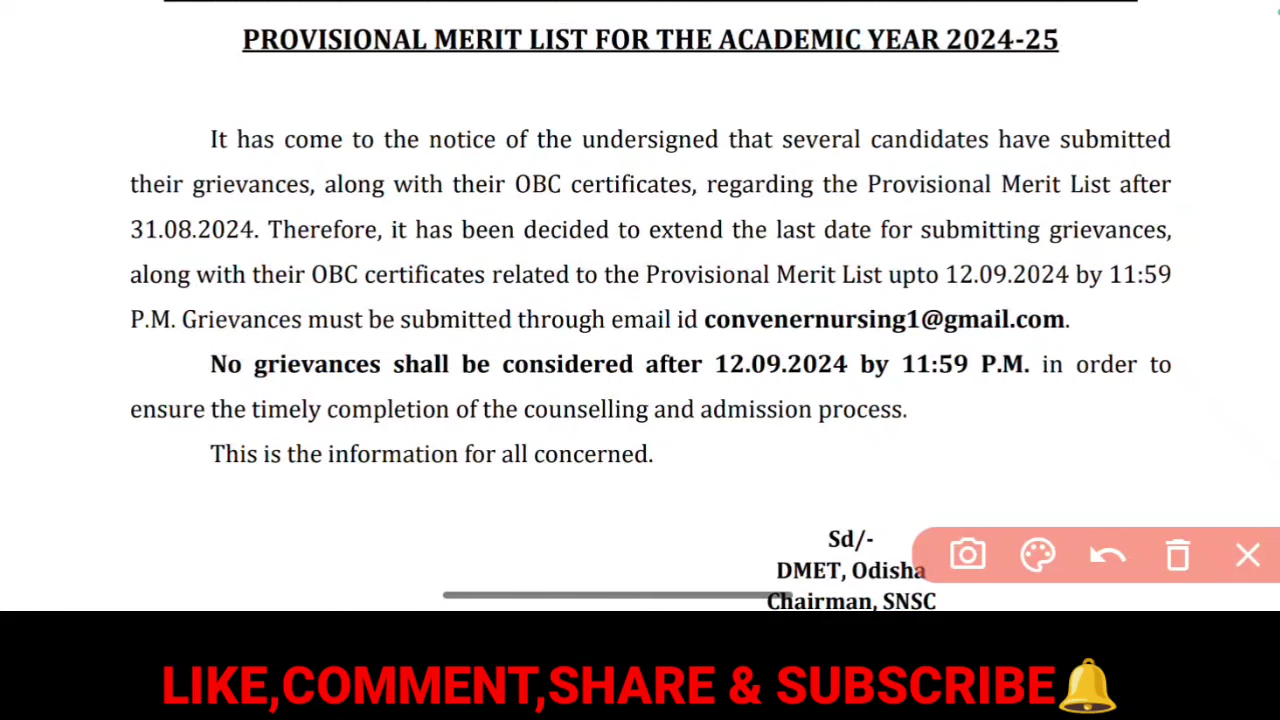 PROVISIONAL MERIT LIST FOR THE ACADEMIC YEAR 2024-25
It has come to the notice of the undersigned that several candidates have submitted
their grievances, along with their OBC certificates, regarding the Provisional Merit List after
31.08.2024. Therefore, it has been decided to extend the last date for submitting grievances,
along with their OBC certificates related to the Provisional Merit List upto 12.09.2024 by 11:59
P.M. Grievances must be submitted through email id convenernursing1@gmail.com.
No grievances shall be considered after 12.09.2024 by 11:59 P.M. in order to
ensure the timely completion of the counselling and admission process.
This is the information for all concerned.
Sd/-
DMET, Odisha
Chairman, SNSC
LIKE,COMMENT,SHARE & SUBSCRIBE